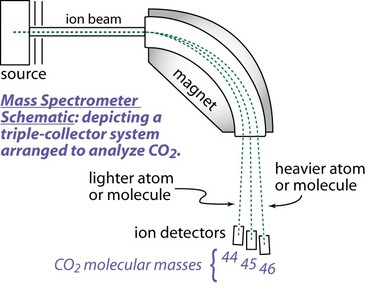 ion beam
source
magnet
Mass Spectrometer
Schematic: depicting a
triple-collector system
arranged to analyze CO₂.
lighter atom
or molecule
heavier atom
or molecule
ion detectors
CO₂ molecular masses { 44 45 46